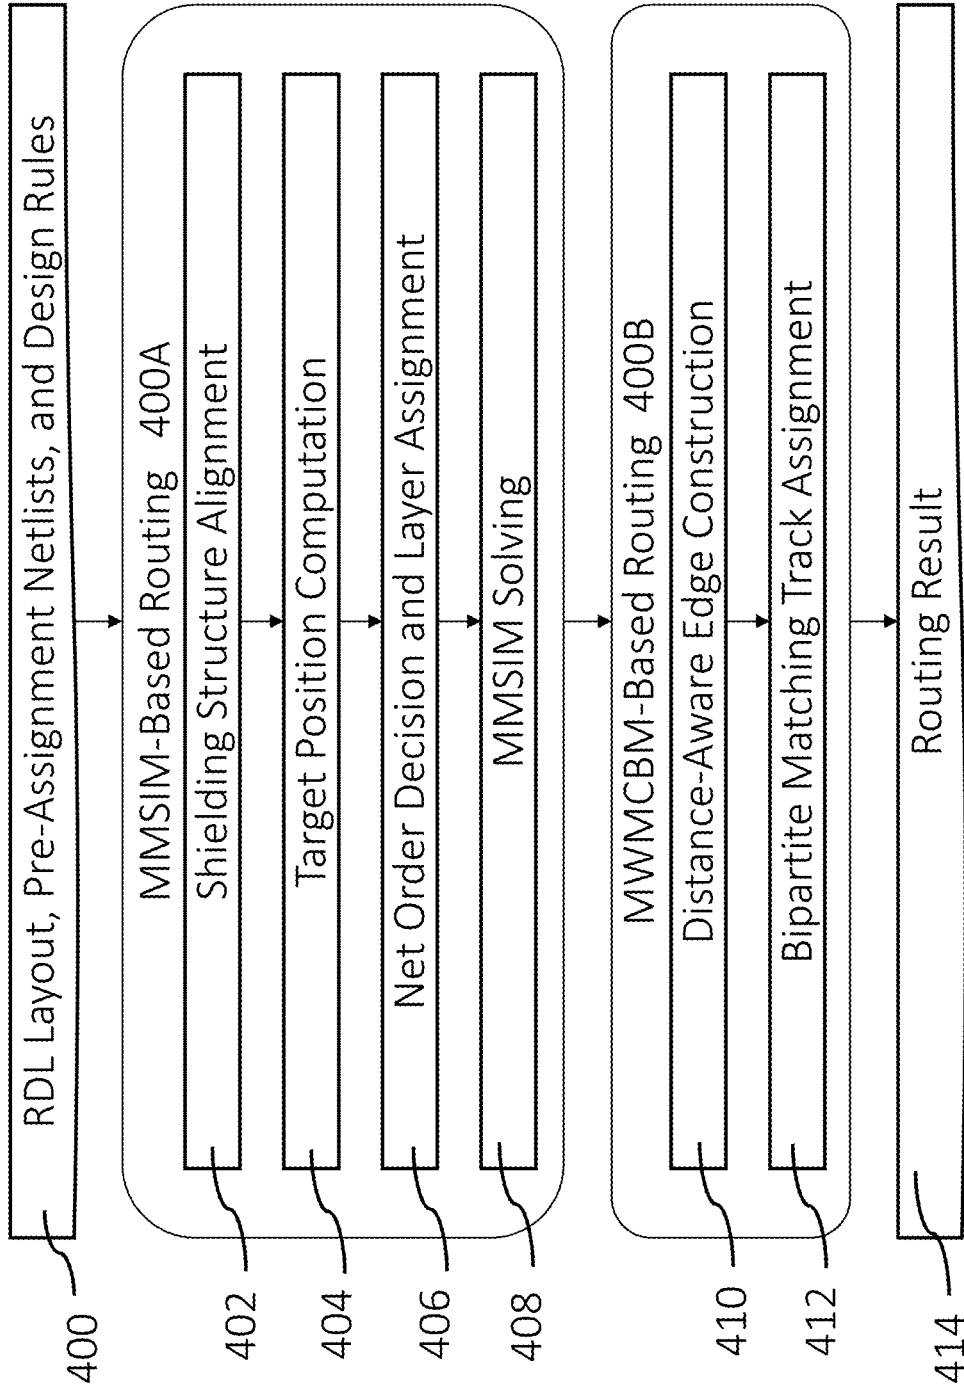 400
RDL Layout, Pre-Assignment Netlists, and Design Rules
MMSIM-Based Routing 400A
402
Shielding Structure Alignment
404
Target Position Computation
406
Net Order Decision and Layer Assignment
408
MMSIM Solving
MWMCBM-Based Routing 400B
410
Distance-Aware Edge Construction
412
Bipartite Matching Track Assignment
414
Routing Result